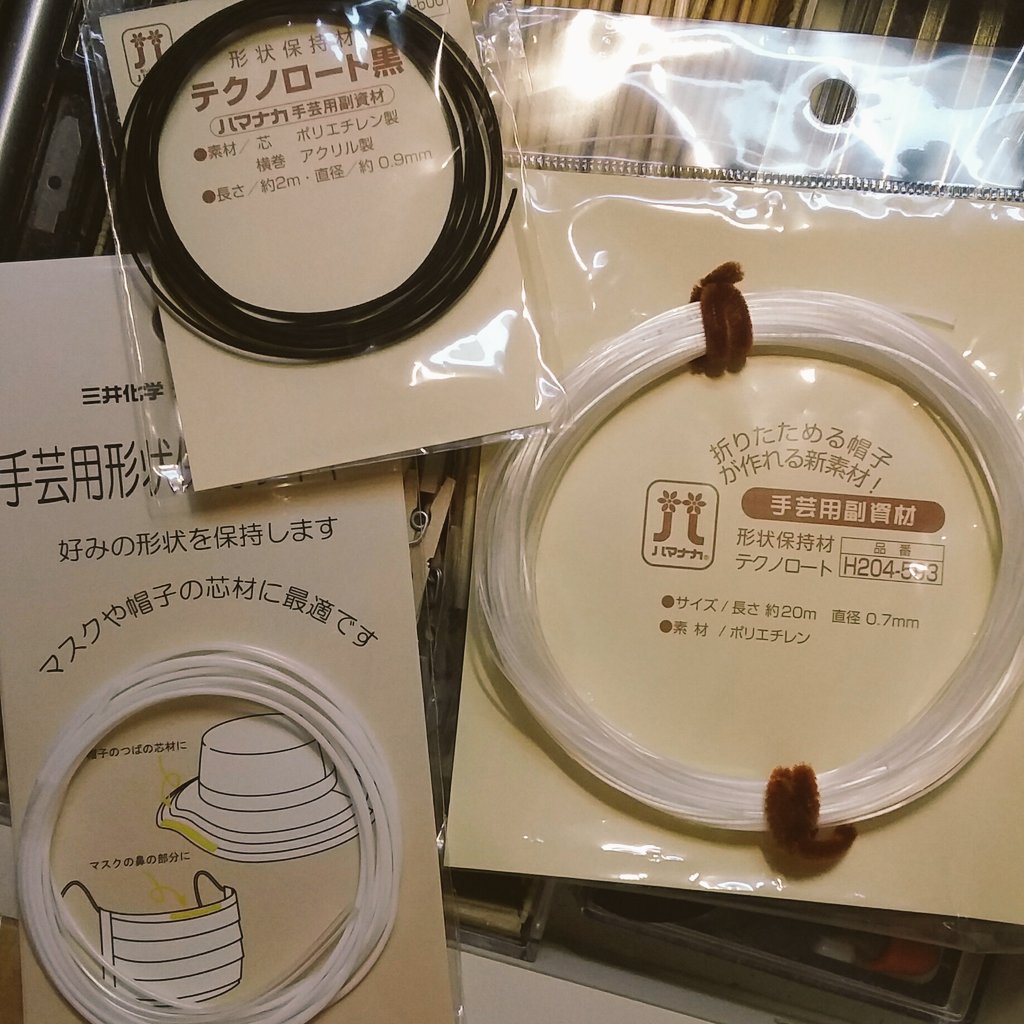 形状保持材
テクノロート黒
ハマナカ 手芸用副資材
●素材／芯 ポリエチレン製
横巻 アクリル製
●長さ／約2m・直径／約 0.9mm
三井化学
手芸用形状
好みの形状を保持します
マスクや帽子の芯材に最適です
帽子のつばの芯材に
マスクの鼻の部分に
折りたためる帽子
が作れる新素材！
手芸用副資材
ハマナカ®
形状保持材
テクノロート
品番
●サイズ / 長さ 約20m 直径 0.7mm
●素 材 / ポリエチレン